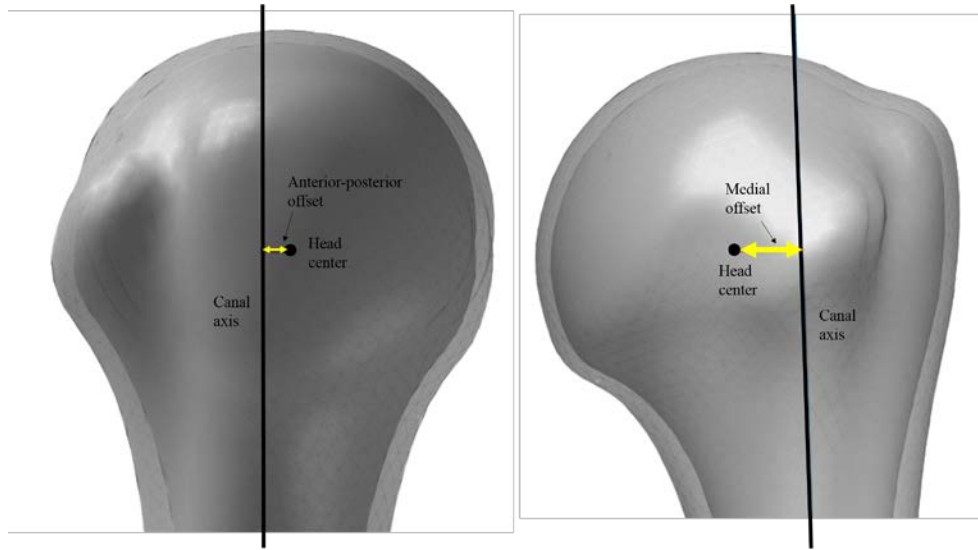 Anterior-posterior
offset
Head
center
Canal
axis
Medial
offset
Head
center
Canal
axis